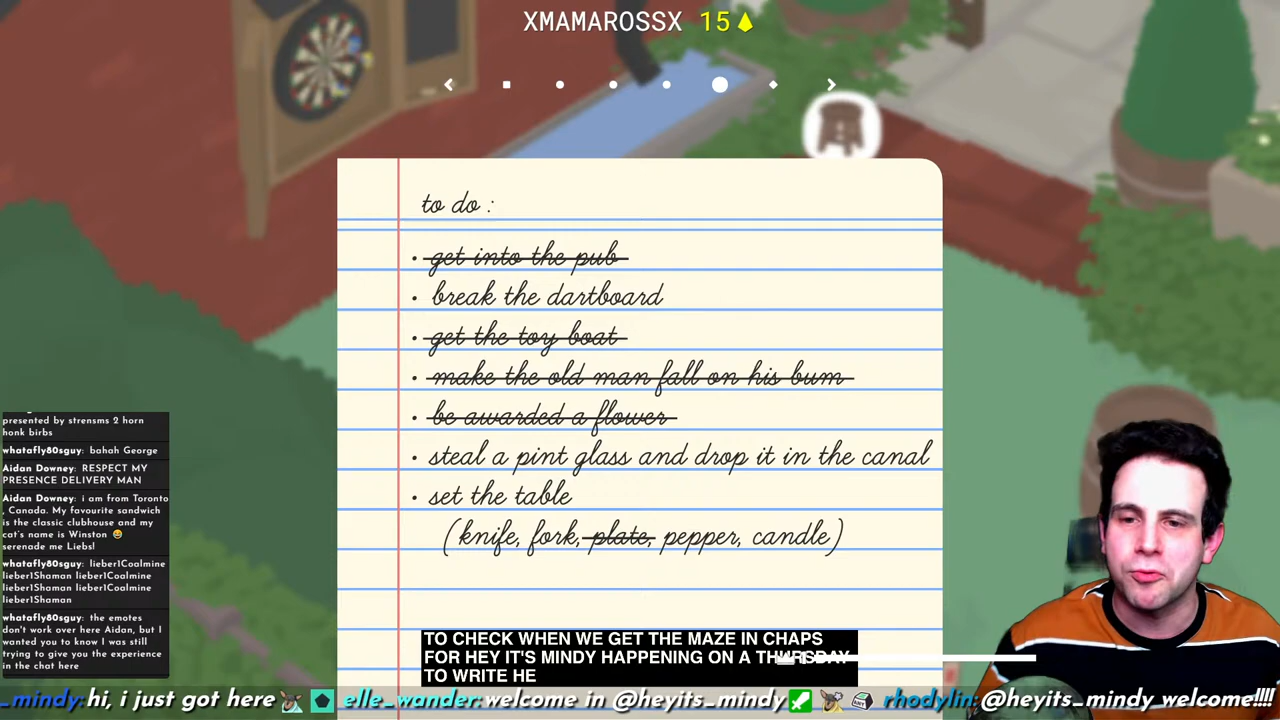 XMAMAROSSX 15
to do :
• get into the pub
• break the dartboard
• get the toy boat
• make the old man fall on his bum
• be awarded a flower
• steal a pint glass and drop it in the canal
• set the table
(knife, fork, plate, pepper, candle)
presented by strensms 2 horn
honk birbs
whatafly80sguy: bahah George
Aidan Downey: RESPECT MY
PRESENCE DELIVERY MAN
Aidan Downey: i am from Toronto
, Canada. My favourite sandwich
is the classic clubhouse and my
cat's name is Winston 😅
serenade me Liebs!
whatafly80sguy: lieber1Coalmine
lieber1Shaman lieber1Coalmine
lieber1Shaman lieber1Coalmine
lieber1Shaman
whatafly80sguy: the emotes
don't work over here Aidan, but I
wanted you to know I was still
trying to give you the experience
in the chat here
TO CHECK WHEN WE GET THE MAZE IN CHAPS
FOR HEY IT'S MINDY HAPPENING ON A THURSDAY
TO WRITE HE
_mindy: hi, i just got here elle_wander: welcome in @heyits_mindy rhodylin: @heyits_mindy welcome!!!!